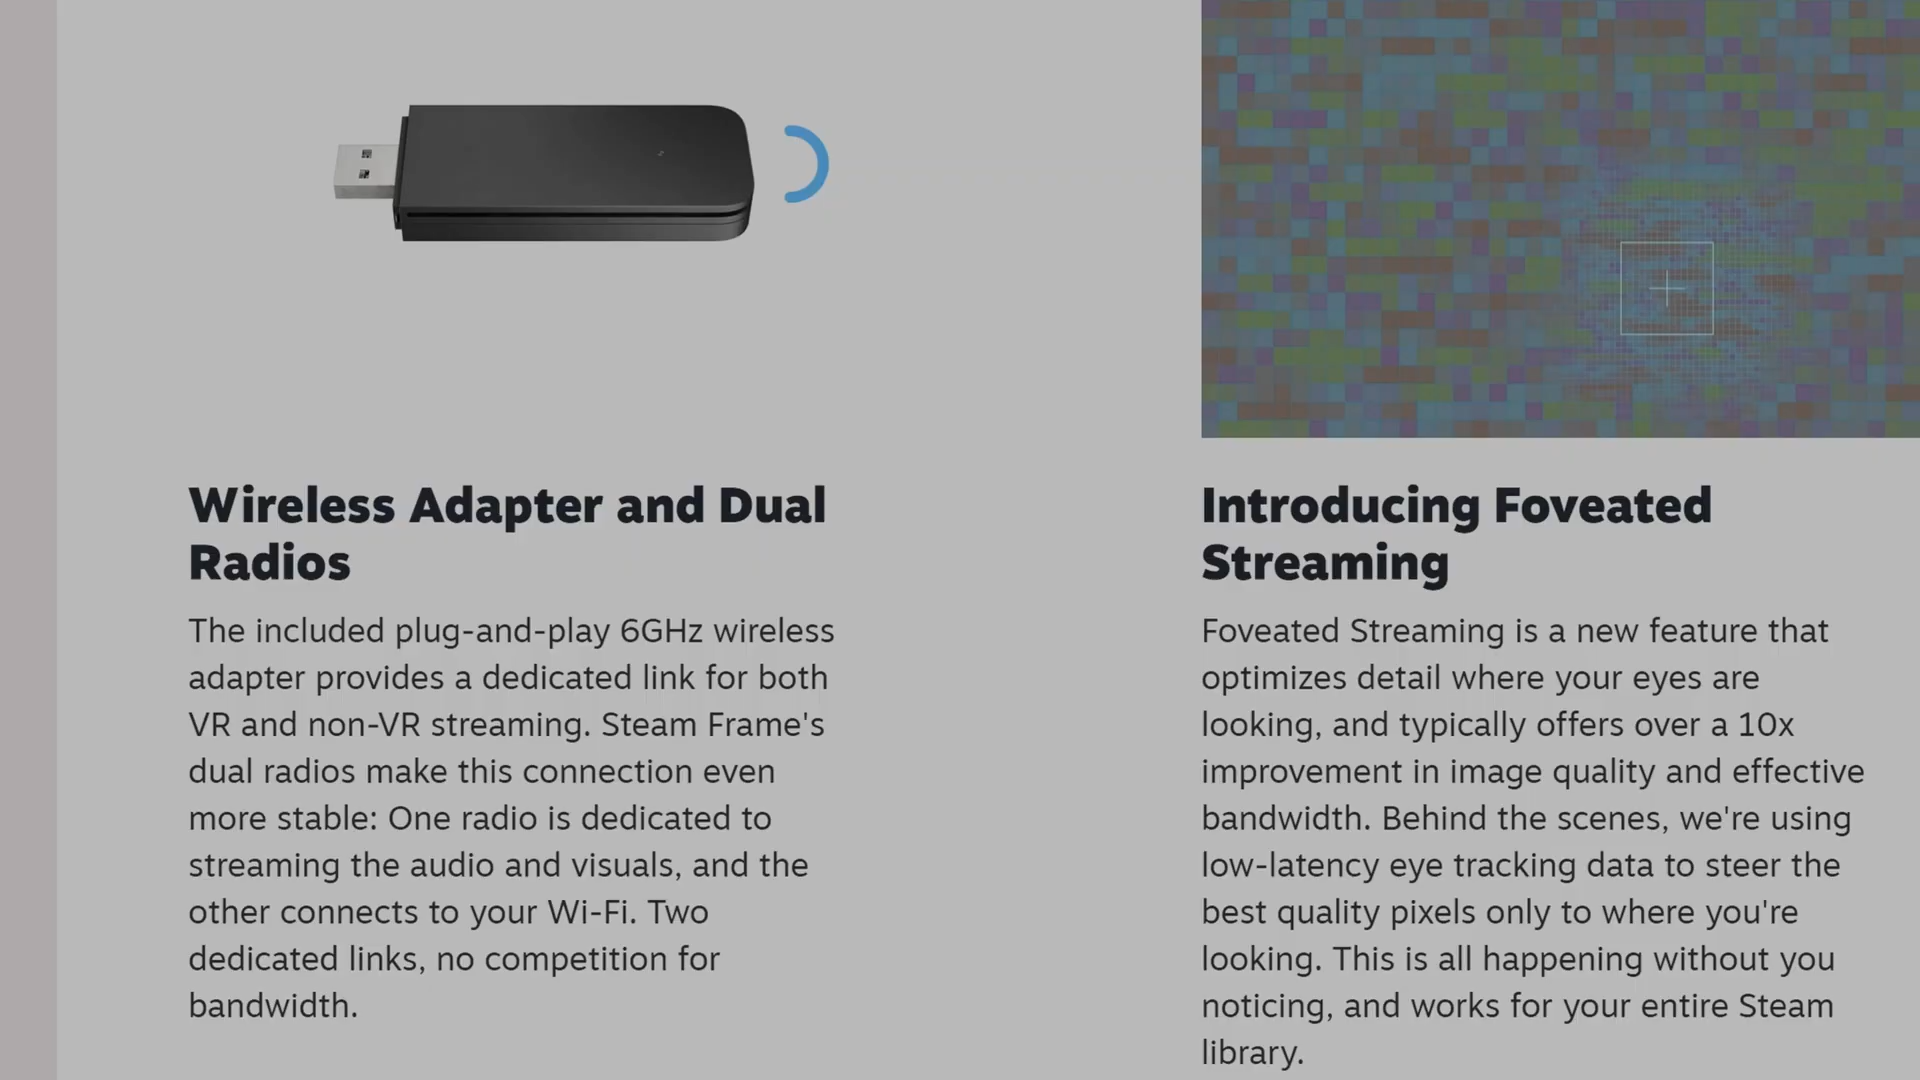 Wireless Adapter and Dual
Radios
The included plug-and-play 6GHz wireless
adapter provides a dedicated link for both
VR and non-VR streaming. Steam Frame's
dual radios make this connection even
more stable: One radio is dedicated to
streaming the audio and visuals, and the
other connects to your Wi-Fi. Two
dedicated links, no competition for
bandwidth.
Introducing Foveated
Streaming
Foveated Streaming is a new feature that
optimizes detail where your eyes are
looking, and typically offers over a 10x
improvement in image quality and effective
bandwidth. Behind the scenes, we're using
low-latency eye tracking data to steer the
best quality pixels only to where you're
looking. This is all happening without you
noticing, and works for your entire Steam
library.